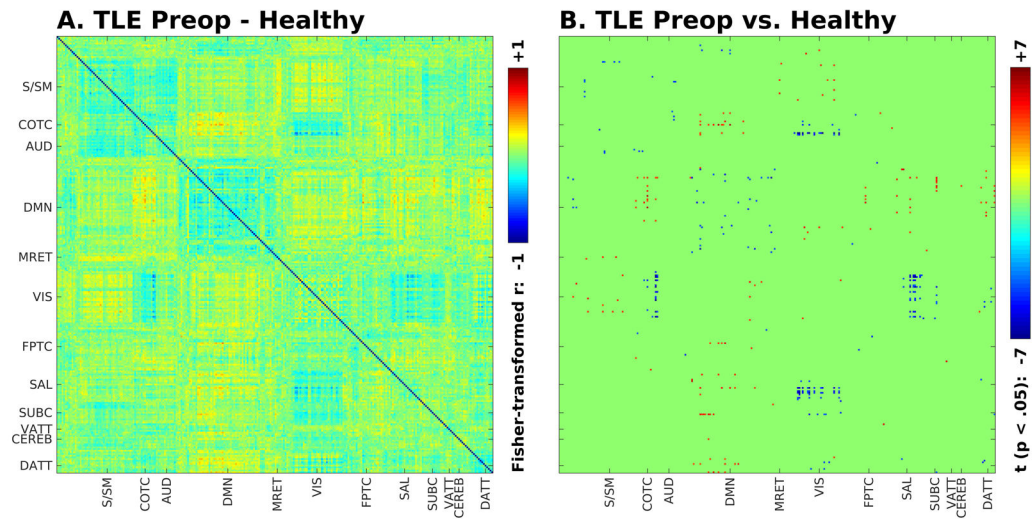 A. TLE Preop - Healthy
B. TLE Preop vs. Healthy
S/SM
COTC
AUD
DMN
MRET
VIS
FPTC
SAL
SUBC
VATT
CEREB
DATT
S/SM
COTC
AUD
DMN
MRET
VIS
FPTC
SAL
SUBC
VATT
CEREB
DATT
Fisher-transformed r: -1 +1
S/SM
COTC
AUD
DMN
MRET
VIS
FPTC
SAL
SUBC
VATT
CEREB
DATT
t (p < .05): -7 +7